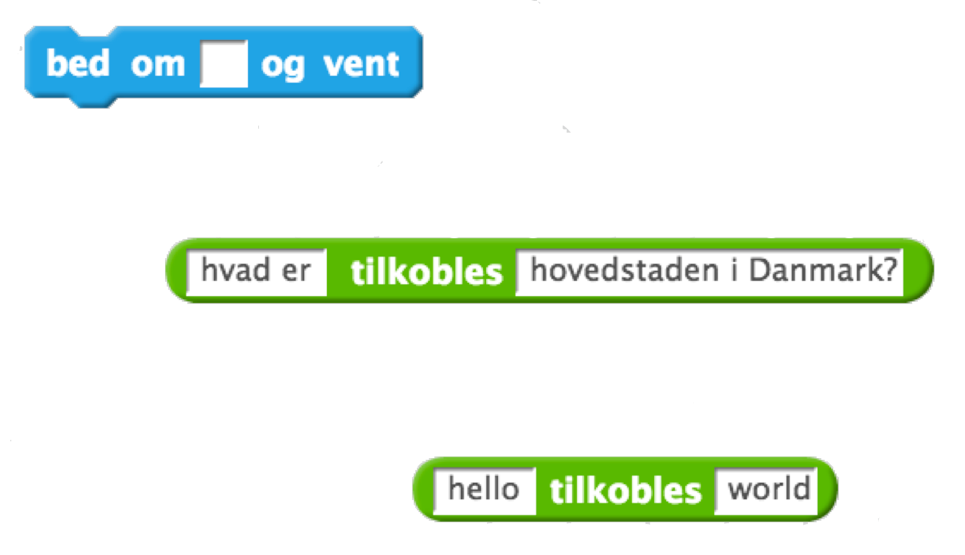 bed om og vent
hvad er tilkobles hovedstaden i Danmark?
hello tilkobles world